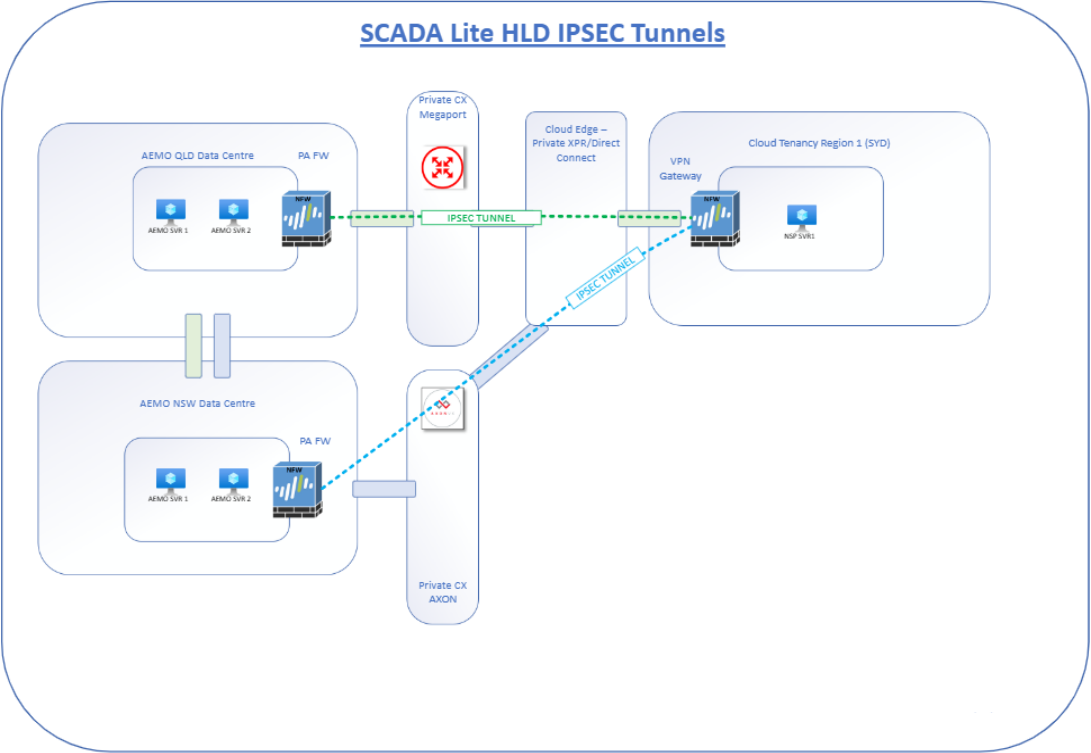 SCADA Lite HLD IPSEC Tunnels
Private CX
Megaport
Cloud Edge –
Private XPR/Direct
Connect
Cloud Tenancy Region 1 (SYD)
AEMO QLD Data Centre
PA FW
VPN
Gateway
NFW
NFW
AEMO SVR 1
AEMO SVR 2
IPSEC TUNNEL
NSP SVR1
IPSEC TUNNEL
AEMO NSW Data Centre
PA FW
NFW
AEMO SVR 1
AEMO SVR 2
Private CX
AXON